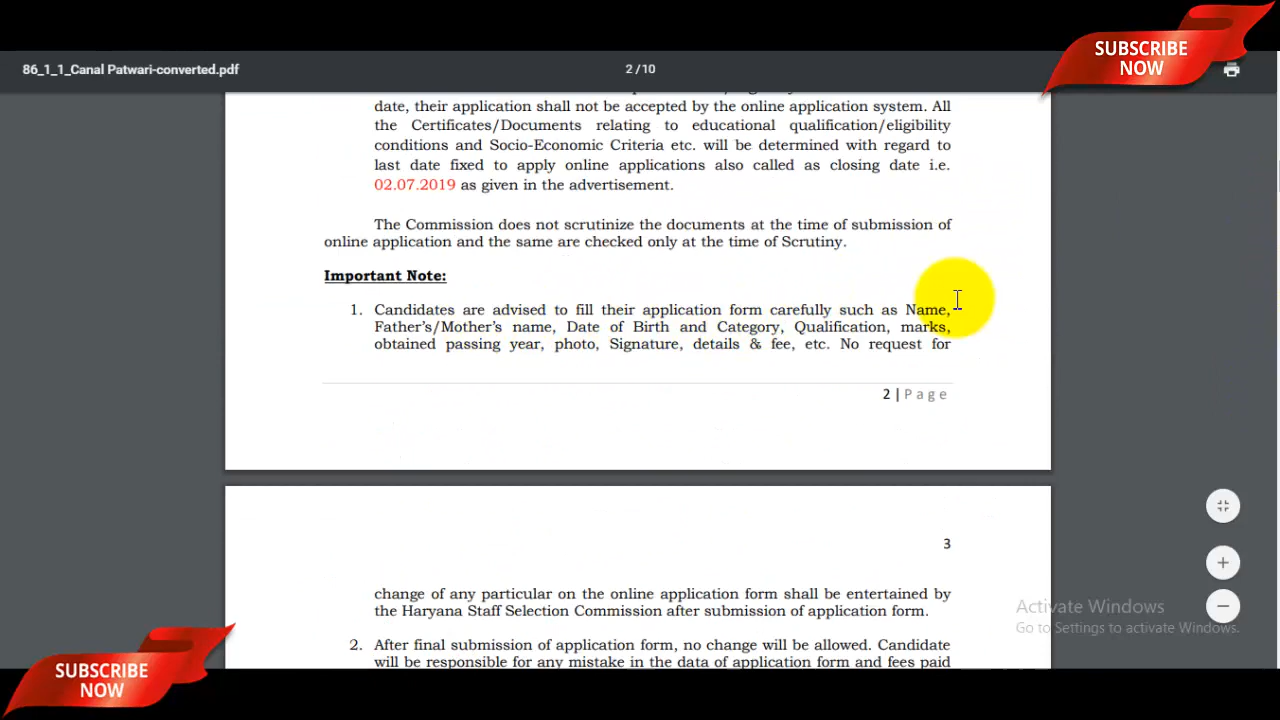 SUBSCRIBE
NOW
86_1_1_Canal Patwari-converted.pdf
2/10
date, their application shall not be accepted by the online application system. All
the Certificates/Documents relating to educational qualification/eligibility
conditions and Socio-Economic Criteria etc. will be determined with regard to
last date fixed to apply online applications also called as closing date i.e.
02.07.2019 as given in the advertisement.
The Commission does not scrutinize the documents at the time of submission of
online application and the same are checked only at the time of Scrutiny.
Important Note:
1. Candidates are advised to fill their application form carefully such as Name,
Father’s/Mother’s name, Date of Birth and Category, Qualification, marks,
obtained passing year, photo, Signature, details & fee, etc. No request for
2 | Page
3
change of any particular on the online application form shall be entertained by
the Haryana Staff Selection Commission after submission of application form.
2. After final submission of application form, no change will be allowed. Candidate
will be responsible for any mistake in the data of application form and fees paid
Activate Windows
Go to Settings to activate Windows.
SUBSCRIBE
NOW